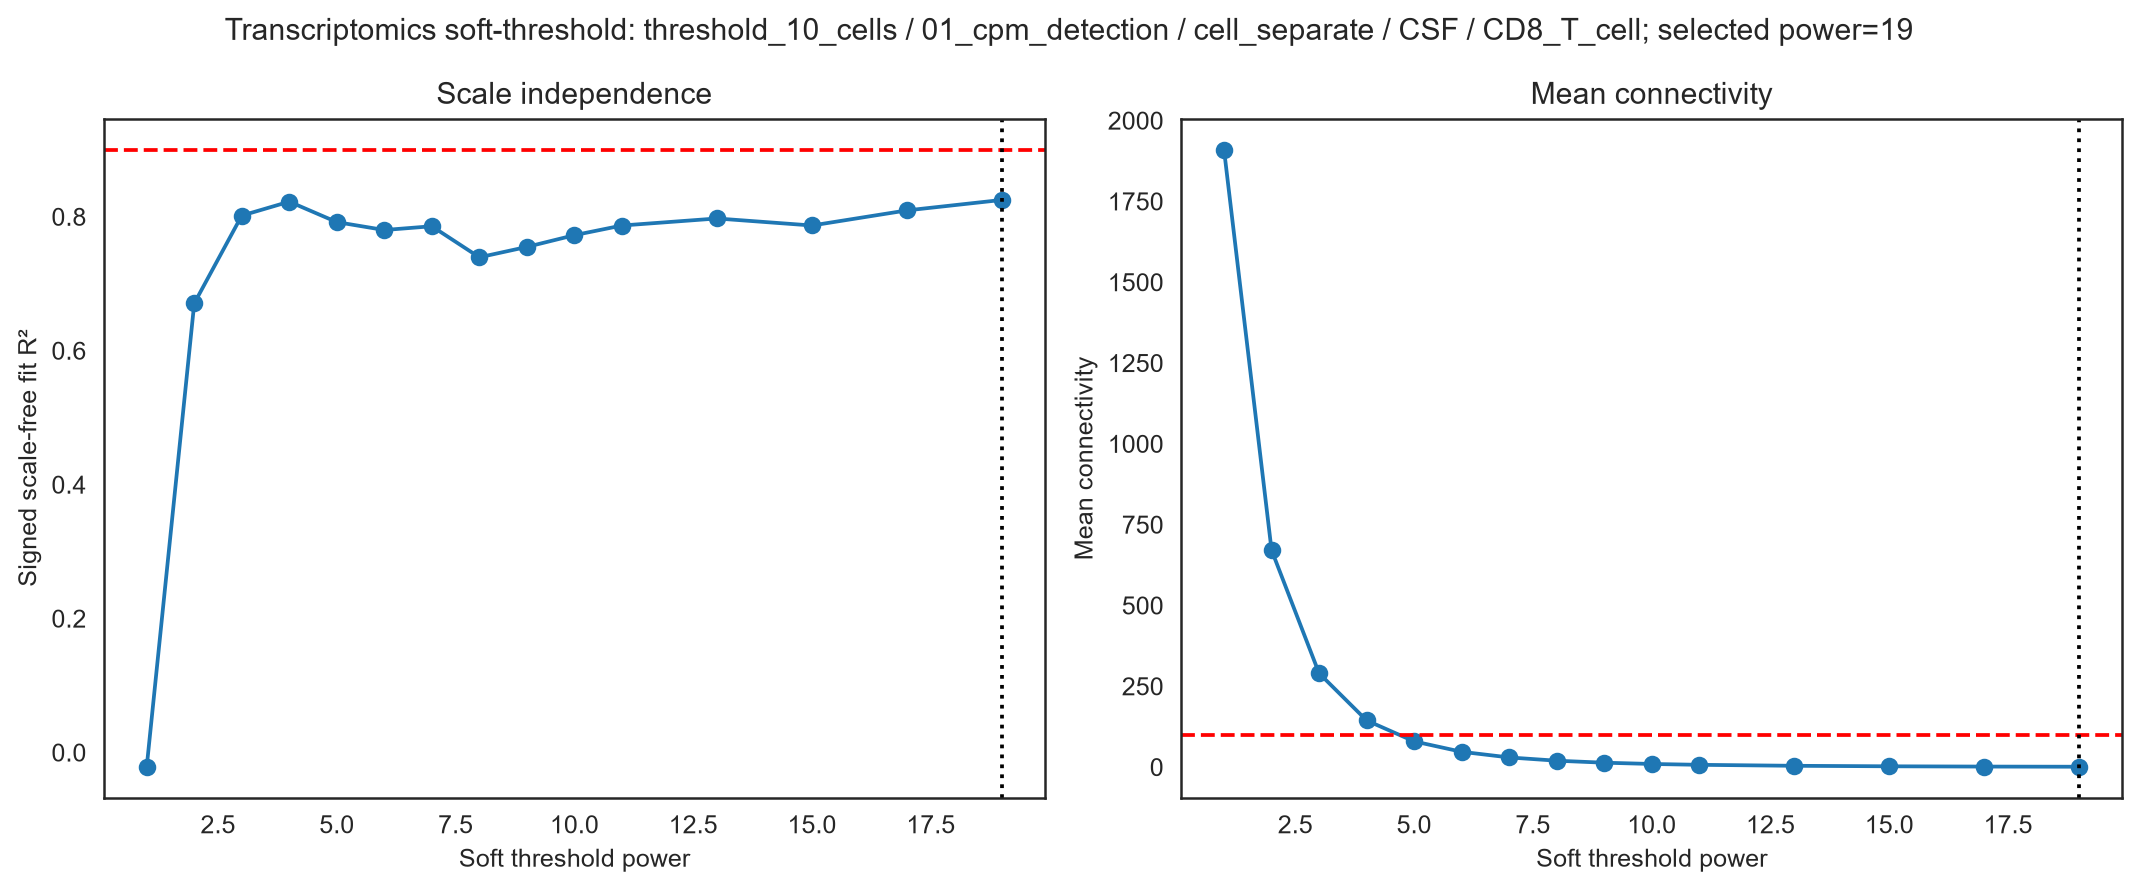 Transcriptomics soft-threshold: threshold_10_cells / 01_cpm_detection / cell_separate / CSF / CD8_T_cell; selected power=19
Scale independence
Signed scale-free fit R²
0.8
0.6
0.4
0.2
0.0
2.5 5.0 7.5 10.0 12.5 15.0 17.5
Soft threshold power
Mean connectivity
Mean connectivity
2000
1750
1500
1250
1000
750
500
250
0
2.5 5.0 7.5 10.0 12.5 15.0 17.5
Soft threshold power